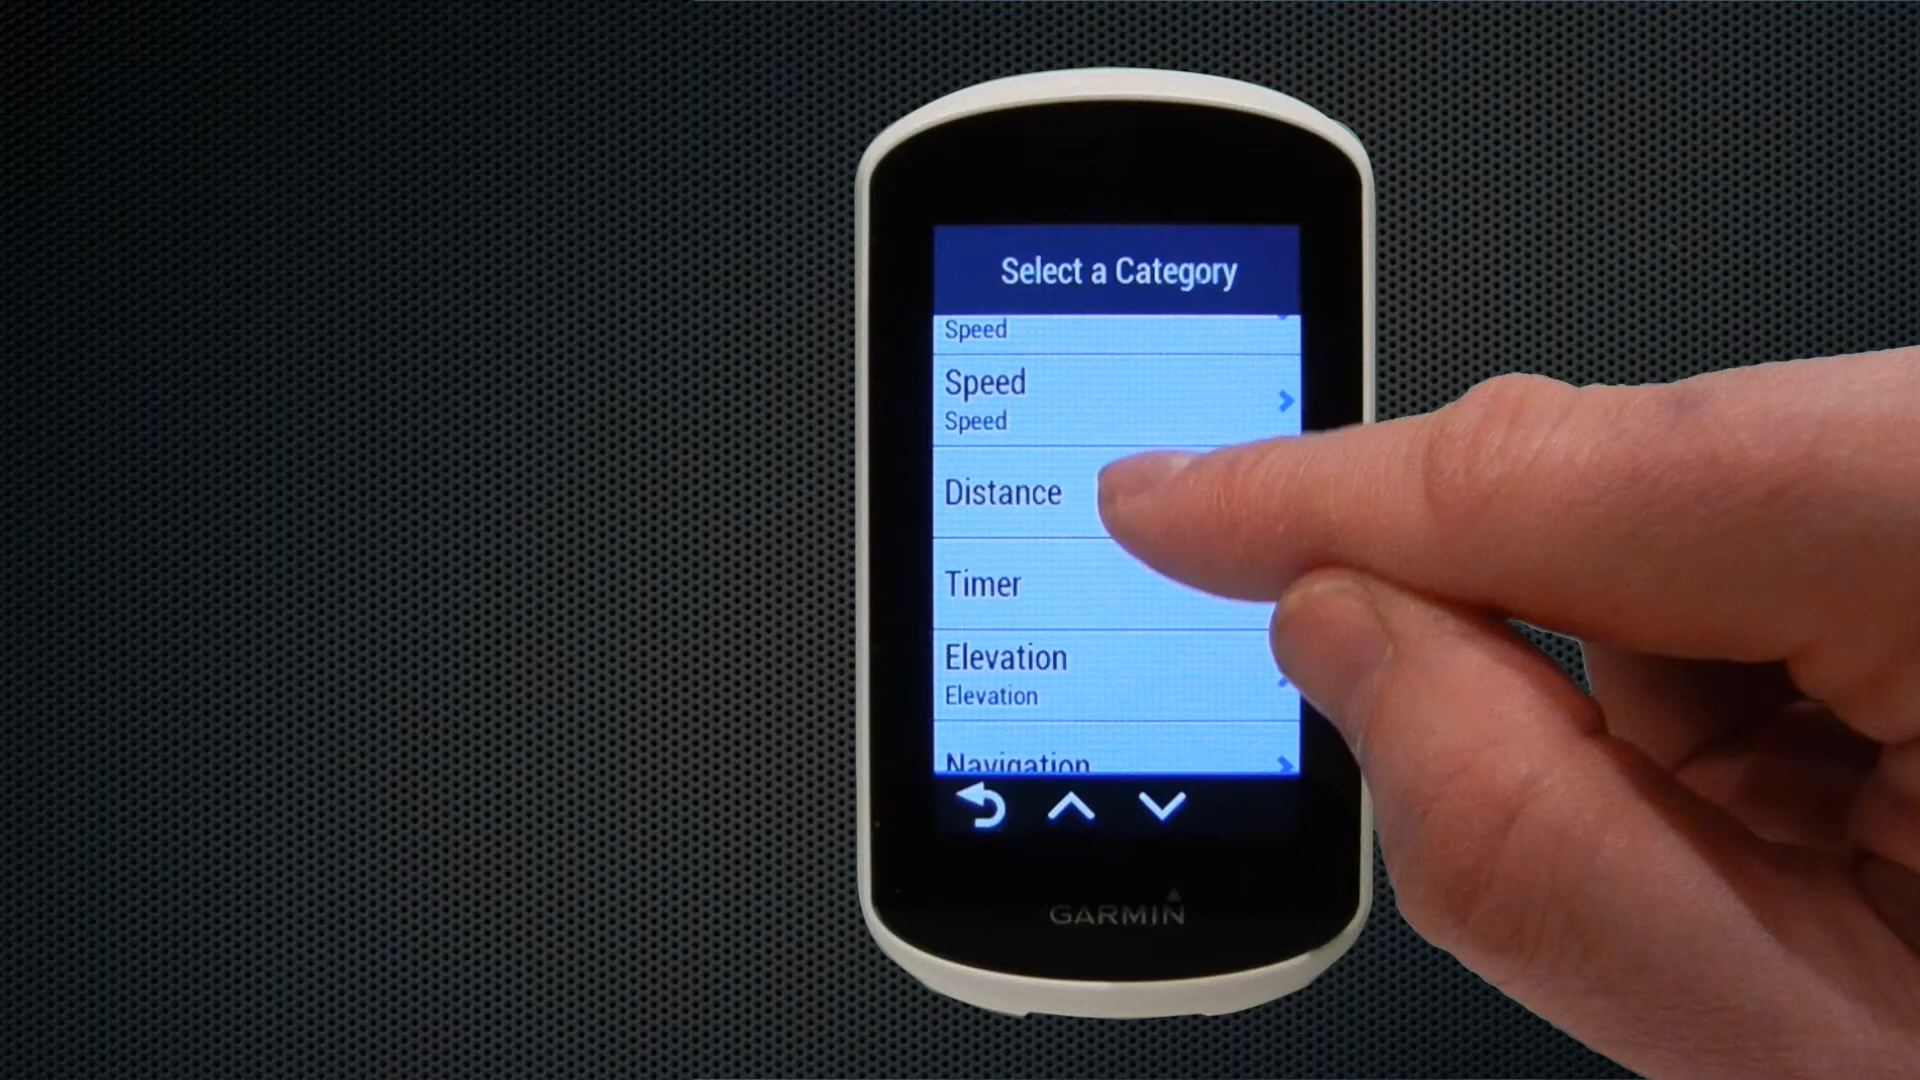 Select a Category
Speed
Speed
Speed
Distance
Timer
Elevation
Elevation
Navigation
GARMIN